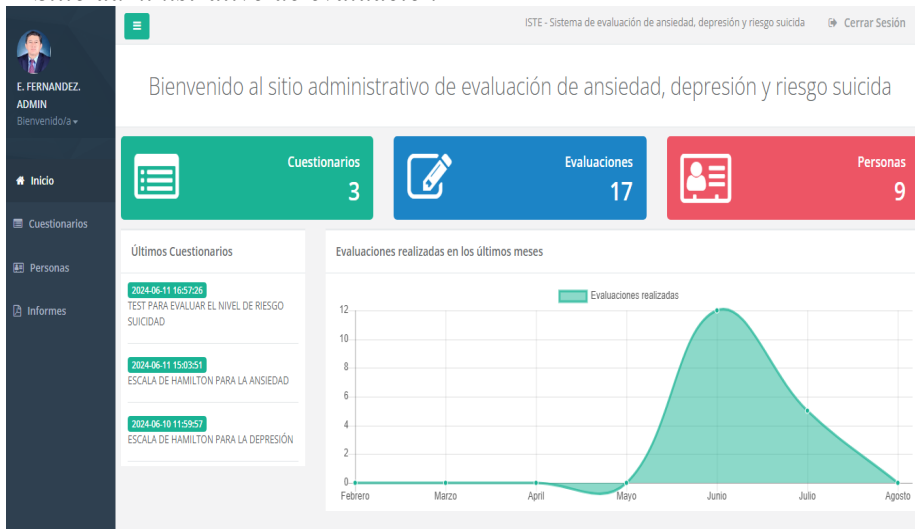 ISTE - Sistema de evaluación de ansiedad, depresión y riesgo suicida
Cerrar Sesión
E. FERNANDEZ.
ADMIN
Bienvenido/a
Inicio
Cuestionarios
Personas
Informes
Bienvenido al sitio administrativo de evaluación de ansiedad, depresión y riesgo suicida
Cuestionarios
3
Evaluaciones
17
Personas
9
Últimos Cuestionarios
2024-06-11 16:57:26
TEST PARA EVALUAR EL NIVEL DE RIESGO
SUICIDAD
2024-06-11 15:03:51
ESCALA DE HAMILTON PARA LA ANSIEDAD
2024-06-10 11:59:57
ESCALA DE HAMILTON PARA LA DEPRESIÓN
Evaluaciones realizadas en los últimos meses
Evaluaciones realizadas
12
10
8
6
4
2
0
Febrero Marzo April Mayo Junio Julio Agosto